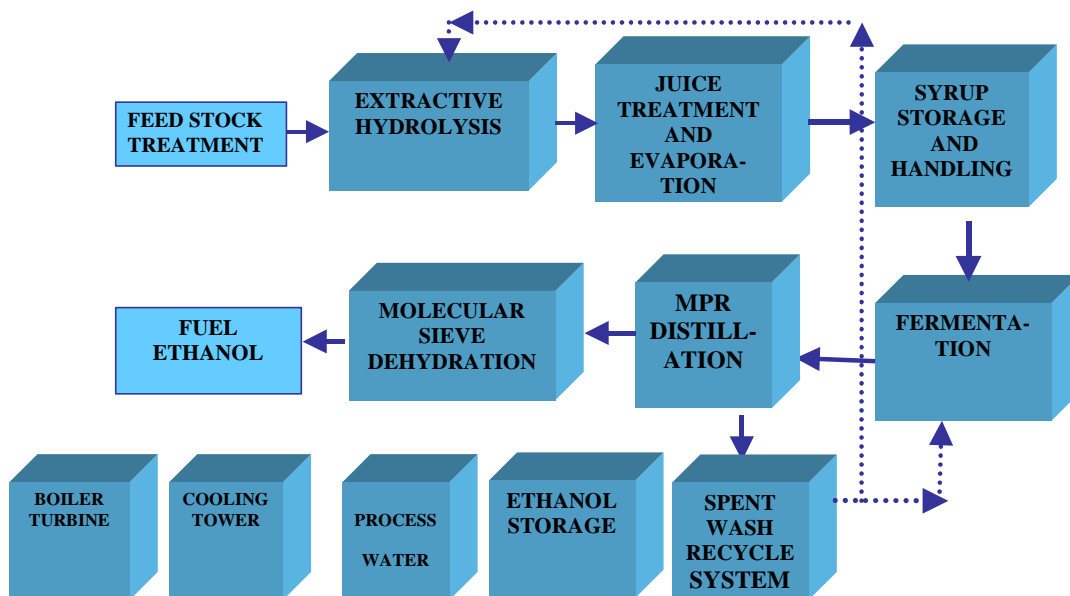 FEED STOCK
TREATMENT
EXTRACTIVE
HYDROLYSIS
JUICE
TREATMENT
AND
EVAPORA-
TION
SYRUP
STORAGE
AND
HANDLING
FUEL
ETHANOL
MOLECULAR
SIEVE
DEHYDRATION
MPR
DISTILL-
ATION
FERMENTA-
TION
BOILER
TURBINE
COOLING
TOWER
PROCESS
WATER
ETHANOL
STORAGE
SPENT
WASH
RECYCLE
SYSTEM